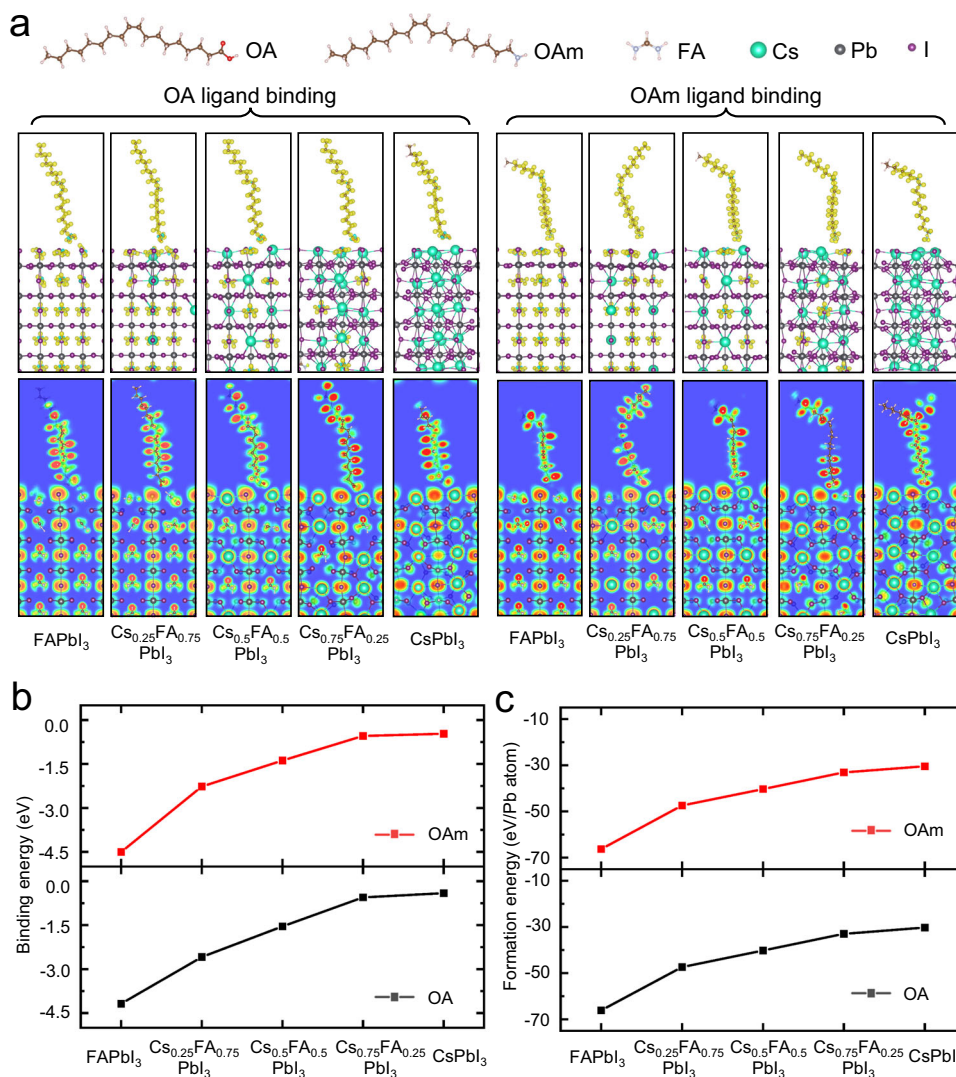 a
OA OAm FA Cs Pb I
OA ligand binding OAm ligand binding
FAPbI₃ Cs₀.₂₅FA₀.₇₅ Cs₀.₅FA₀.₅ Cs₀.₇₅FA₀.₂₅ CsPbI₃ FAPbI₃ Cs₀.₂₅FA₀.₇₅ Cs₀.₅FA₀.₅ Cs₀.₇₅FA₀.₂₅ CsPbI₃
PbI₃ PbI₃ PbI₃ PbI₃ PbI₃ PbI₃
b
Binding energy (eV)
0.0
-1.5
-3.0
-4.5
OAm
0.0
-1.5
-3.0
-4.5
OA
FAPbI₃ Cs₀.₂₅FA₀.₇₅ Cs₀.₅FA₀.₅ Cs₀.₇₅FA₀.₂₅ CsPbI₃
PbI₃ PbI₃ PbI₃
c
Formation energy (eV/Pb atom)
-10
-30
-50
-70
OAm
-10
-30
-50
-70
OA
FAPbI₃ Cs₀.₂₅FA₀.₇₅ Cs₀.₅FA₀.₅ Cs₀.₇₅FA₀.₂₅ CsPbI₃
PbI₃ PbI₃ PbI₃